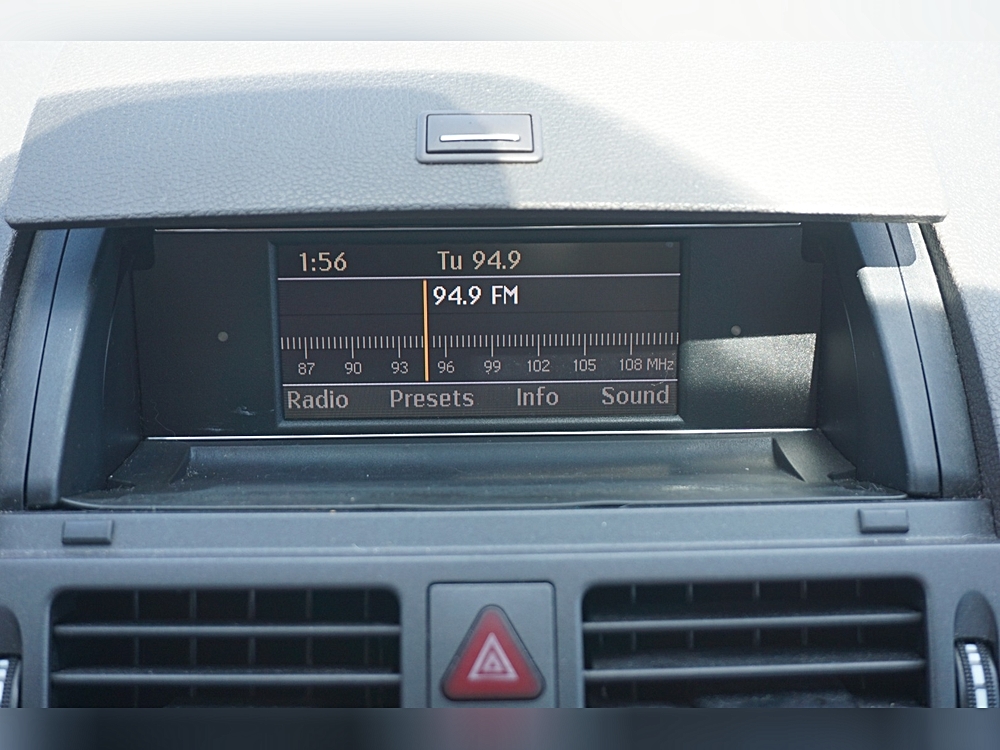 1:56 Tu 94.9
94.9 FM
87 90 93 96 99 102 105 108 MHz
Radio Presets Info Sound